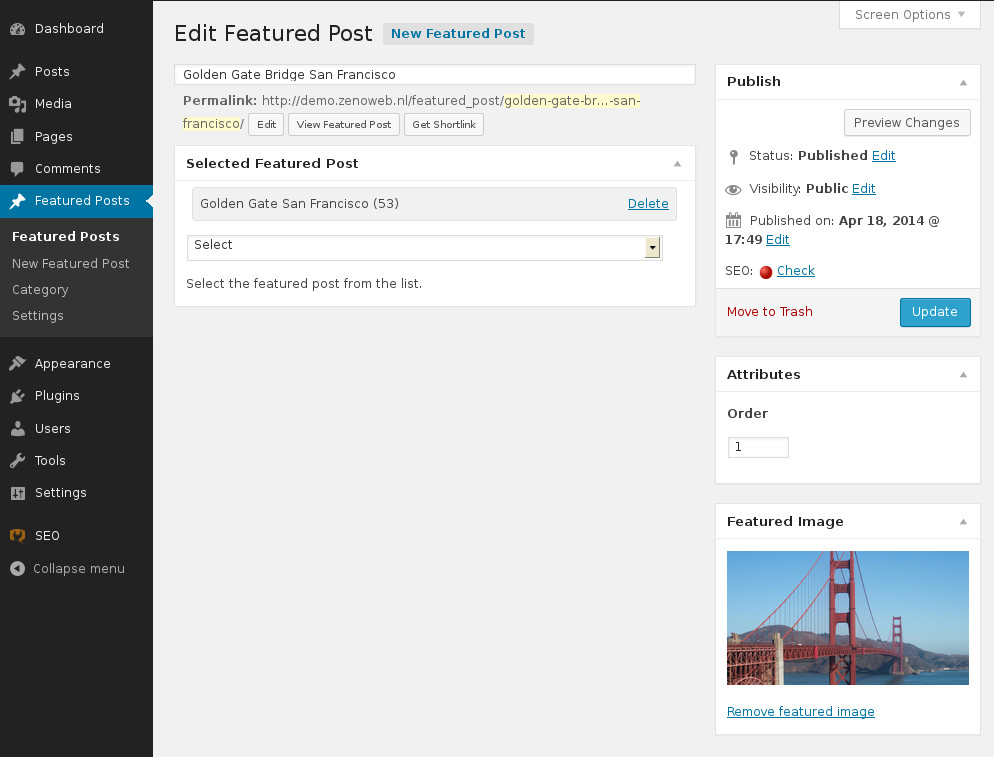 Dashboard
Posts
Media
Pages
Comments
Featured Posts
Featured Posts
New Featured Post
Category
Settings
Appearance
Plugins
Users
Tools
Settings
SEO
Collapse menu
Screen Options
Edit Featured Post New Featured Post
Golden Gate Bridge San Francisco
Permalink: http://demo.zenoweb.nl/featured_post/golden-gate-br...-san-
francisco/ Edit View Featured Post Get Shortlink
Selected Featured Post
Golden Gate San Francisco (53) Delete
Select
Select the featured post from the list.
Publish
Preview Changes
Status: Published Edit
Visibility: Public Edit
Published on: Apr 18, 2014 @
17:49 Edit
SEO: Check
Move to Trash Update
Attributes
Order
1
Featured Image
Remove featured image